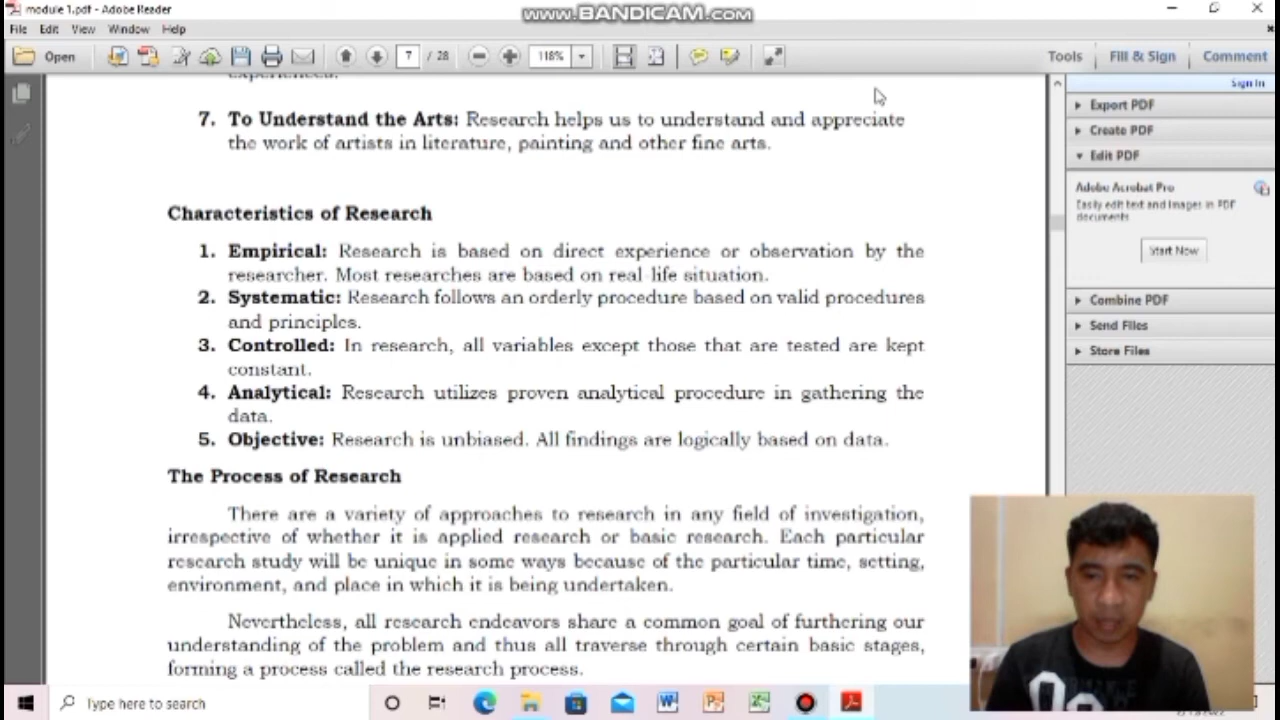 module 1.pdf - Adobe Reader
www.BANDICAM.com
File Edit View Window Help
Open
7 / 28
118%
Tools Fill & Sign Comment
Sign In
Export PDF
Create PDF
Edit PDF
Adobe Acrobat Pro
Easily edit text and images in PDF
documents
Start Now
Combine PDF
Send Files
Store Files
experiences.
7. To Understand the Arts: Research helps us to understand and appreciate
the work of artists in literature, painting and other fine arts.
Characteristics of Research
1. Empirical: Research is based on direct experience or observation by the
researcher. Most researches are based on real life situation.
2. Systematic: Research follows an orderly procedure based on valid procedures
and principles.
3. Controlled: In research, all variables except those that are tested are kept
constant.
4. Analytical: Research utilizes proven analytical procedure in gathering the
data.
5. Objective: Research is unbiased. All findings are logically based on data.
The Process of Research
There are a variety of approaches to research in any field of investigation,
irrespective of whether it is applied research or basic research. Each particular
research study will be unique in some ways because of the particular time, setting,
environment, and place in which it is being undertaken.
Nevertheless, all research endeavors share a common goal of furthering our
understanding of the problem and thus all traverse through certain basic stages,
forming a process called the research process.
Type here to search